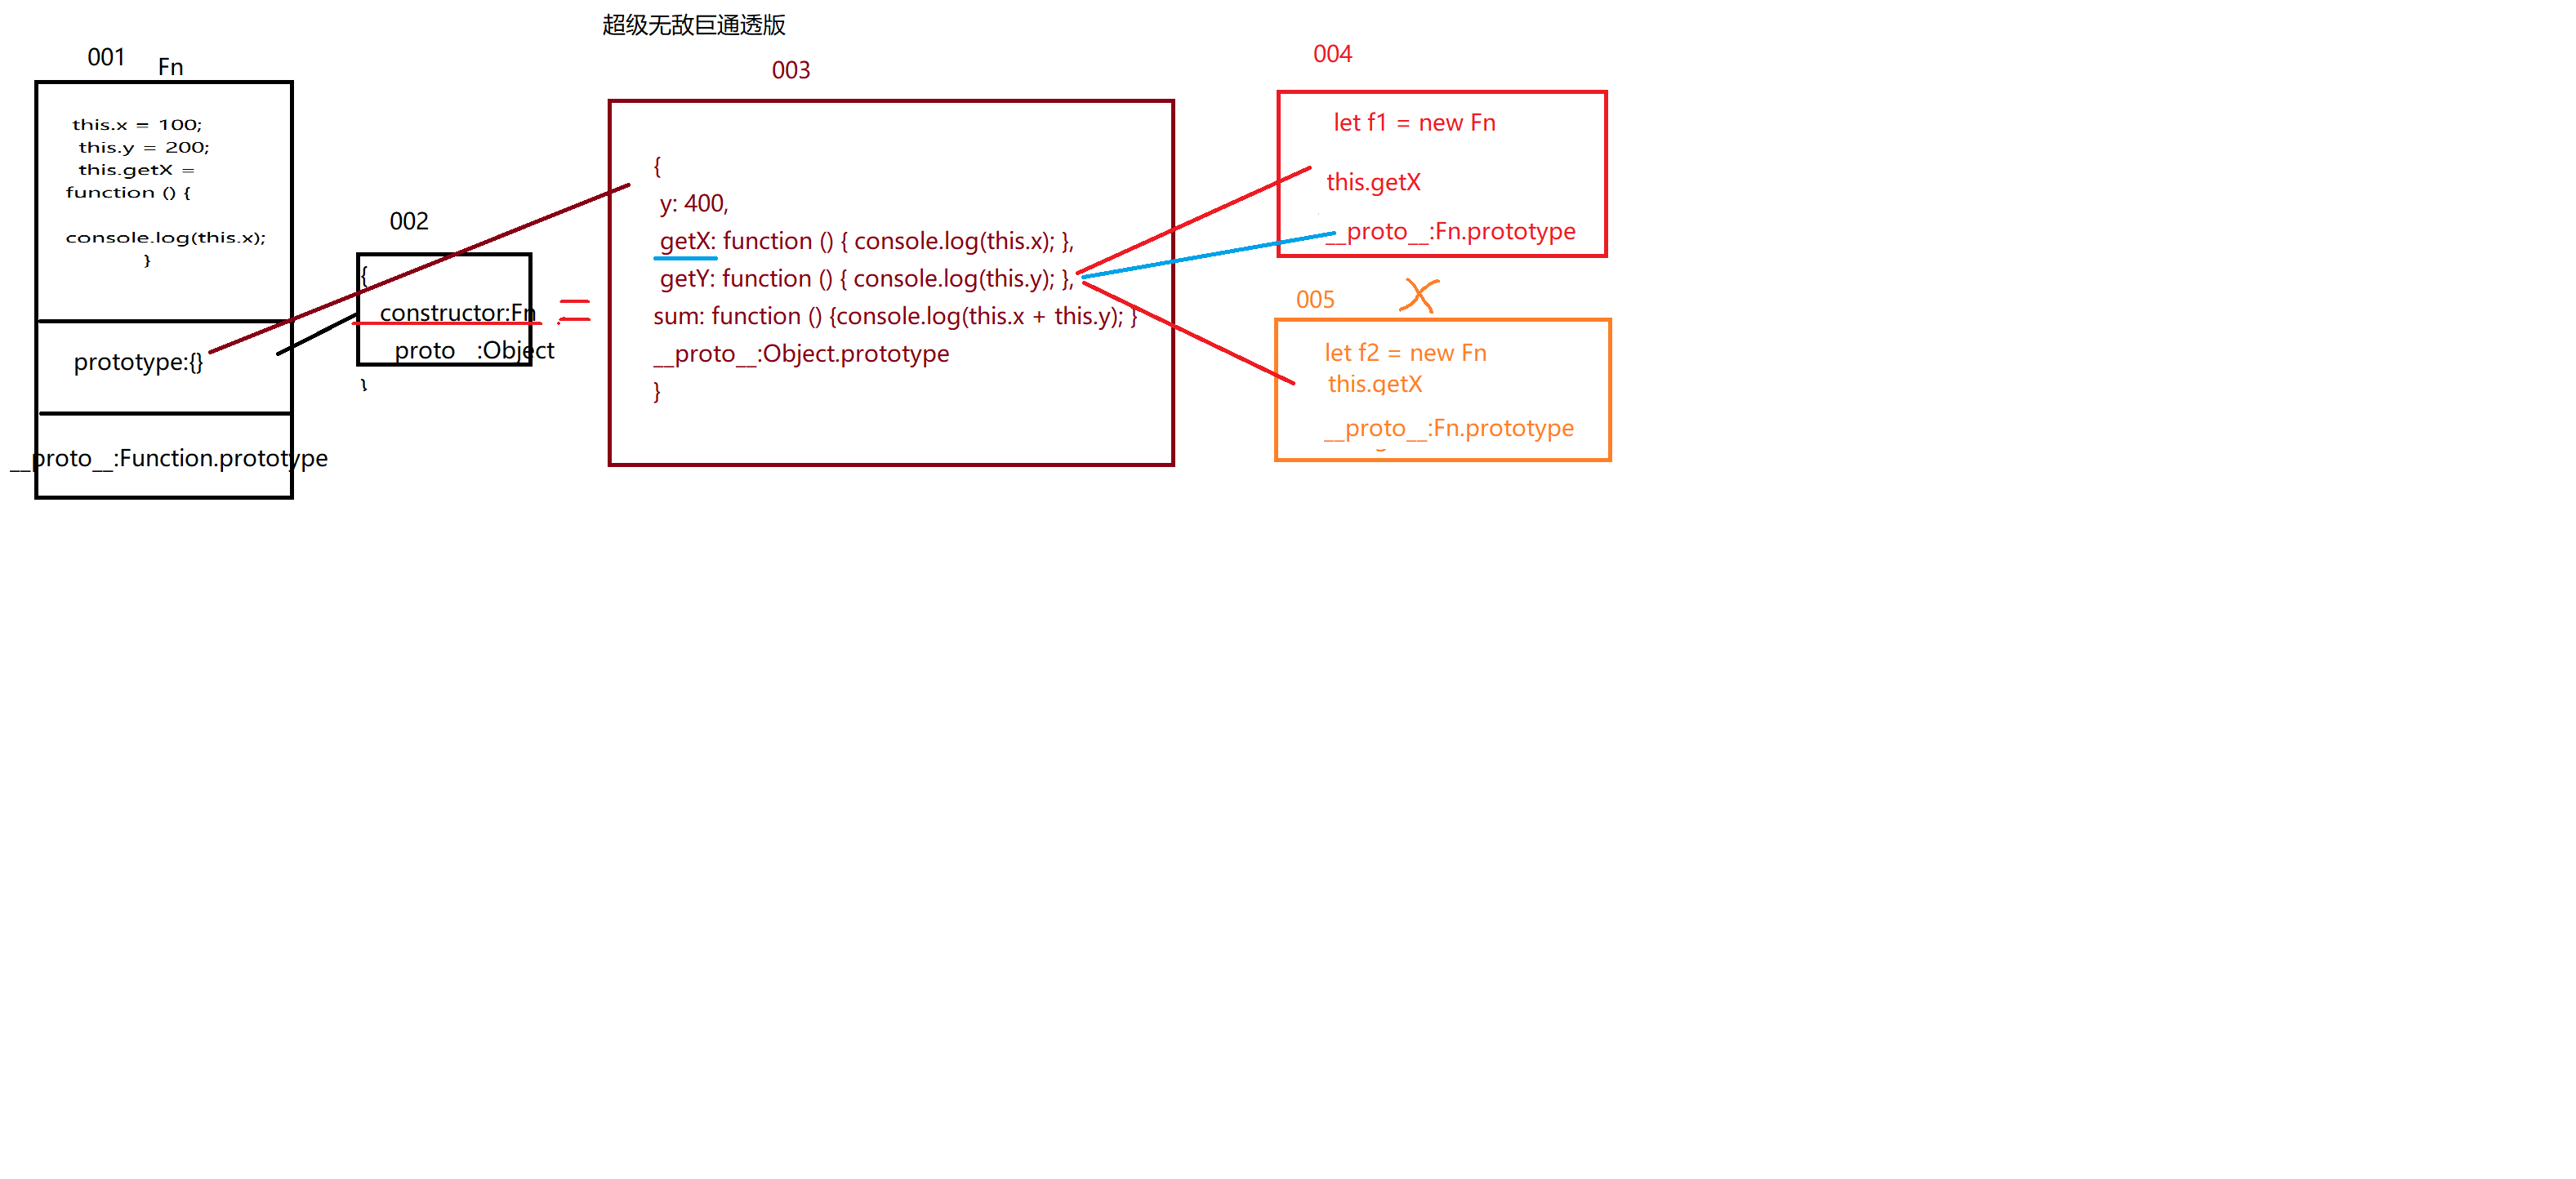 超级无敌巨通透版
001
Fn
this.x = 100;
this.y = 200;
this.getX =
function () {
console.log(this.x);
}
prototype:{}
__proto__:Function.prototype
002
{
constructor:Fn
proto :Object
}
003
{
y: 400,
getX: function () { console.log(this.x); },
getY: function () { console.log(this.y); },
sum: function () {console.log(this.x + this.y); }
__proto__:Object.prototype
}
004
let f1 = new Fn
this.getX
__proto__:Fn.prototype
005
let f2 = new Fn
this.getX
__proto__:Fn.prototype